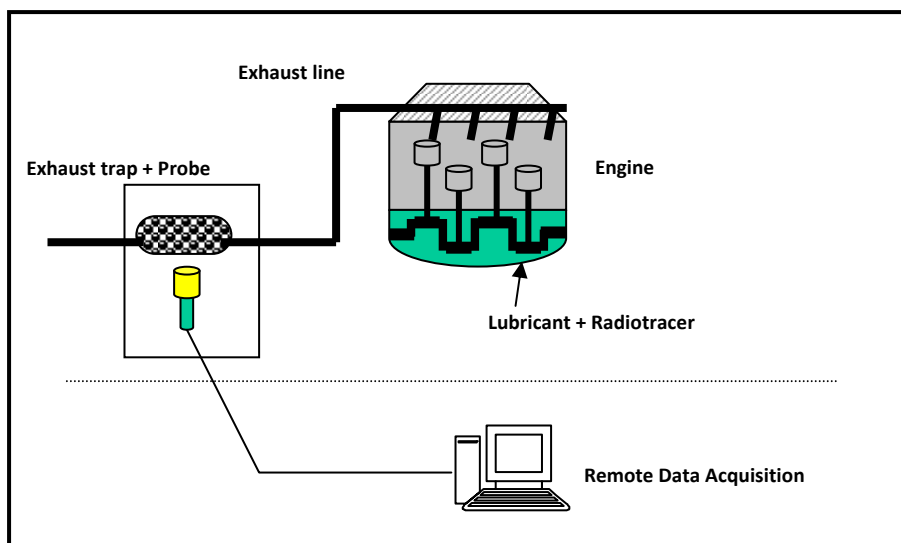 Exhaust line
Exhaust trap + Probe
Engine
Lubricant + Radiotracer
Remote Data Acquisition